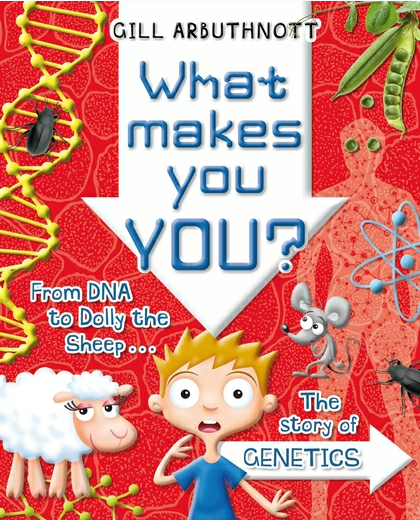 GILL ARBUTHNOTT
What
makes
you
YOU?
From DNA
to Dolly the
Sheep...
The
story of
GENETICS